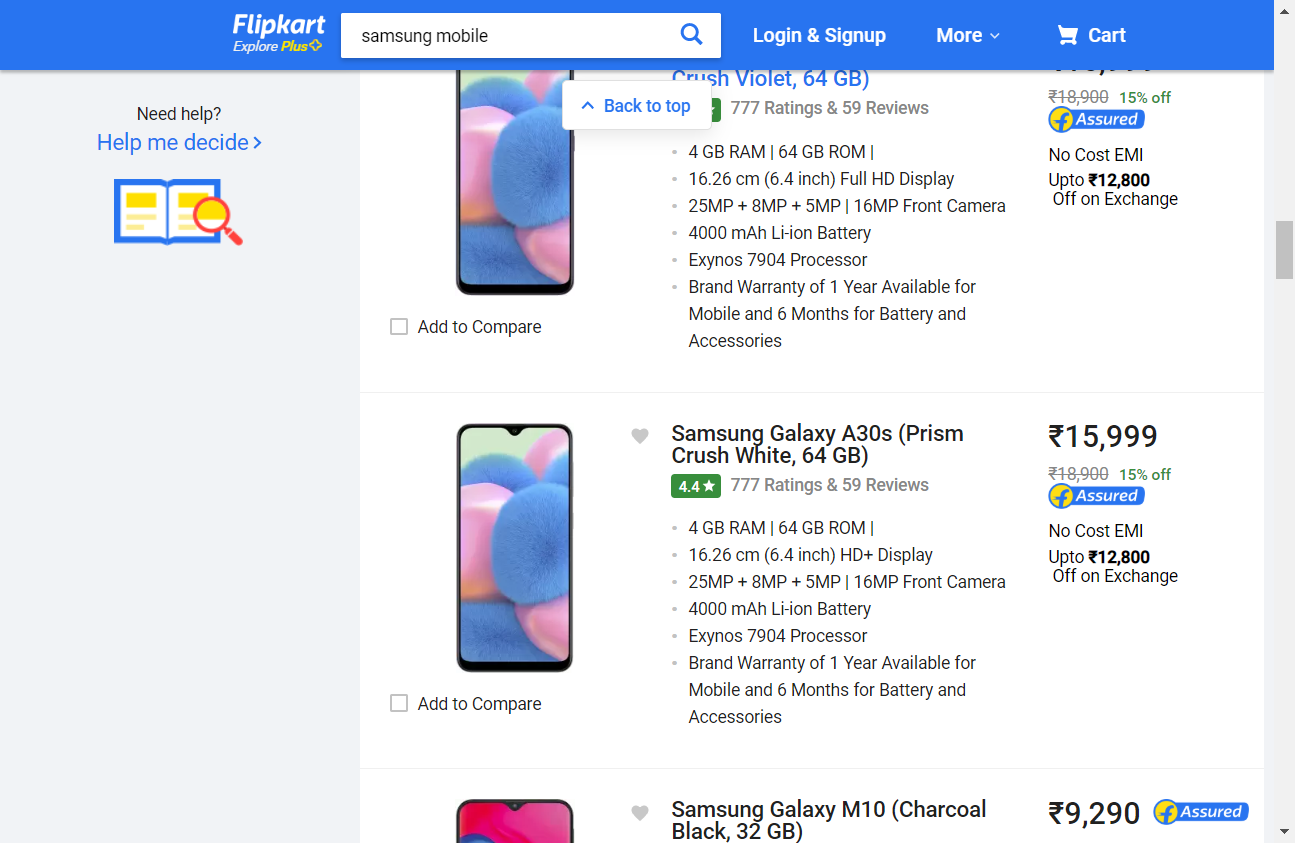 Flipkart
Explore Plus
samsung mobile
Login & Signup
More
Cart
Need help?
Help me decide
Back to top
Crush Violet, 64 GB)
777 Ratings & 59 Reviews
₹18,900 15% off
Assured
4 GB RAM | 64 GB ROM |
16.26 cm (6.4 inch) Full HD Display
25MP + 8MP + 5MP | 16MP Front Camera
4000 mAh Li-ion Battery
Exynos 7904 Processor
Brand Warranty of 1 Year Available for
Mobile and 6 Months for Battery and
Accessories
No Cost EMI
Upto ₹12,800
Off on Exchange
Add to Compare
Samsung Galaxy A30s (Prism
Crush White, 64 GB)
4.4 ★ 777 Ratings & 59 Reviews
4 GB RAM | 64 GB ROM |
16.26 cm (6.4 inch) HD+ Display
25MP + 8MP + 5MP | 16MP Front Camera
4000 mAh Li-ion Battery
Exynos 7904 Processor
Brand Warranty of 1 Year Available for
Mobile and 6 Months for Battery and
Accessories
₹15,999
₹18,900 15% off
Assured
No Cost EMI
Upto ₹12,800
Off on Exchange
Add to Compare
Samsung Galaxy M10 (Charcoal
Black, 32 GB)
₹9,290 Assured